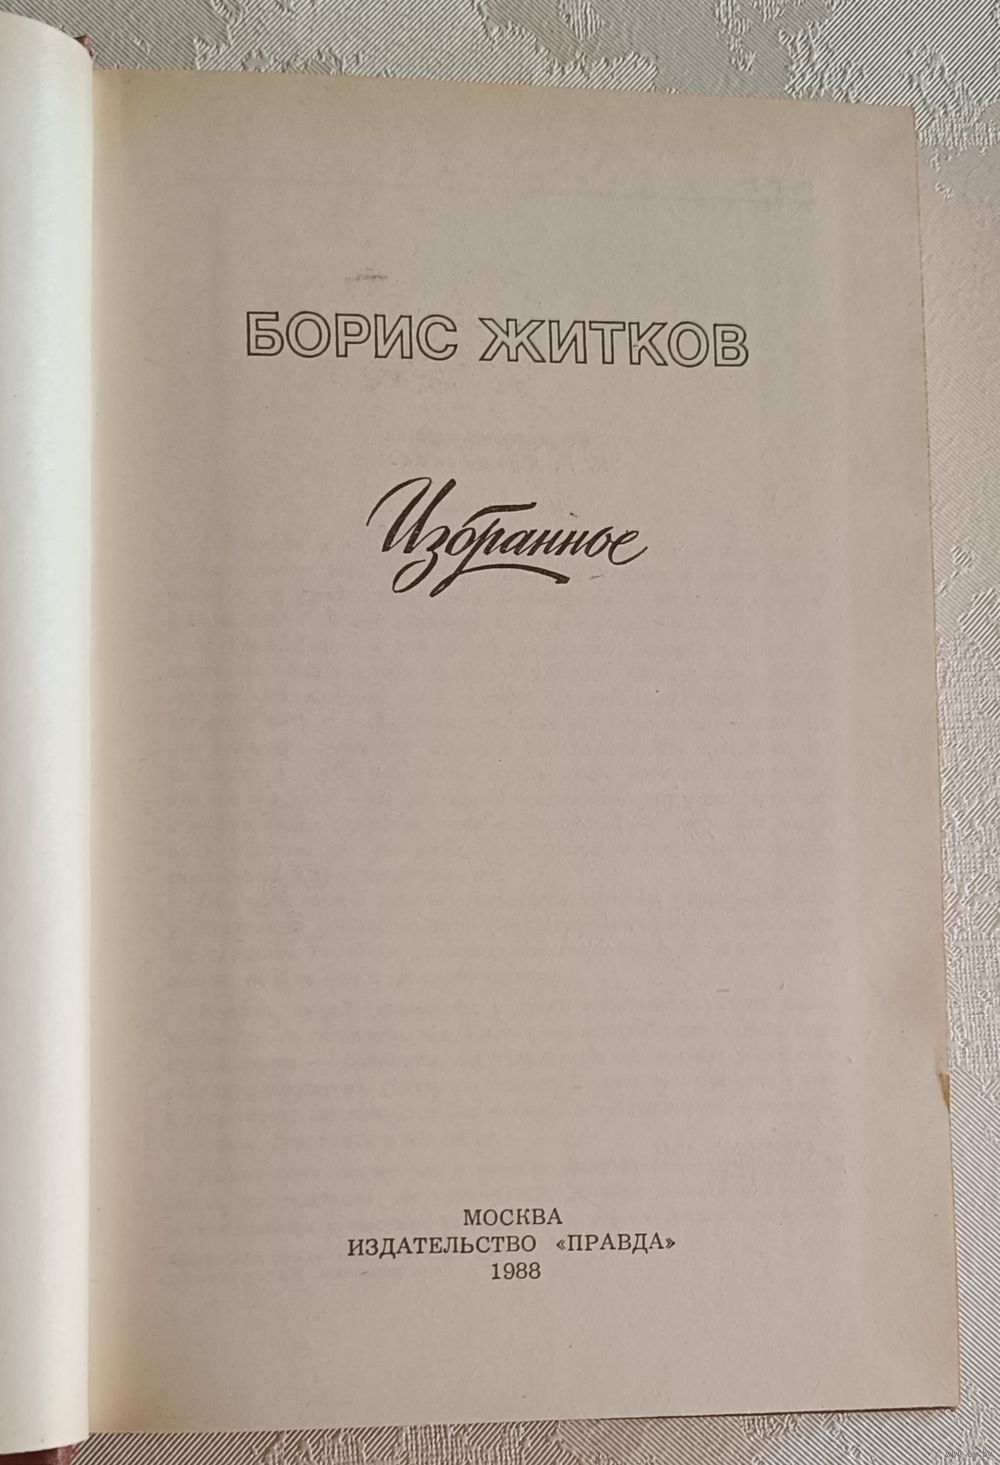 БОРИС ЖИТКОВ
Избранное
МОСКВА
ИЗДАТЕЛЬСТВО «ПРАВДА»
1988